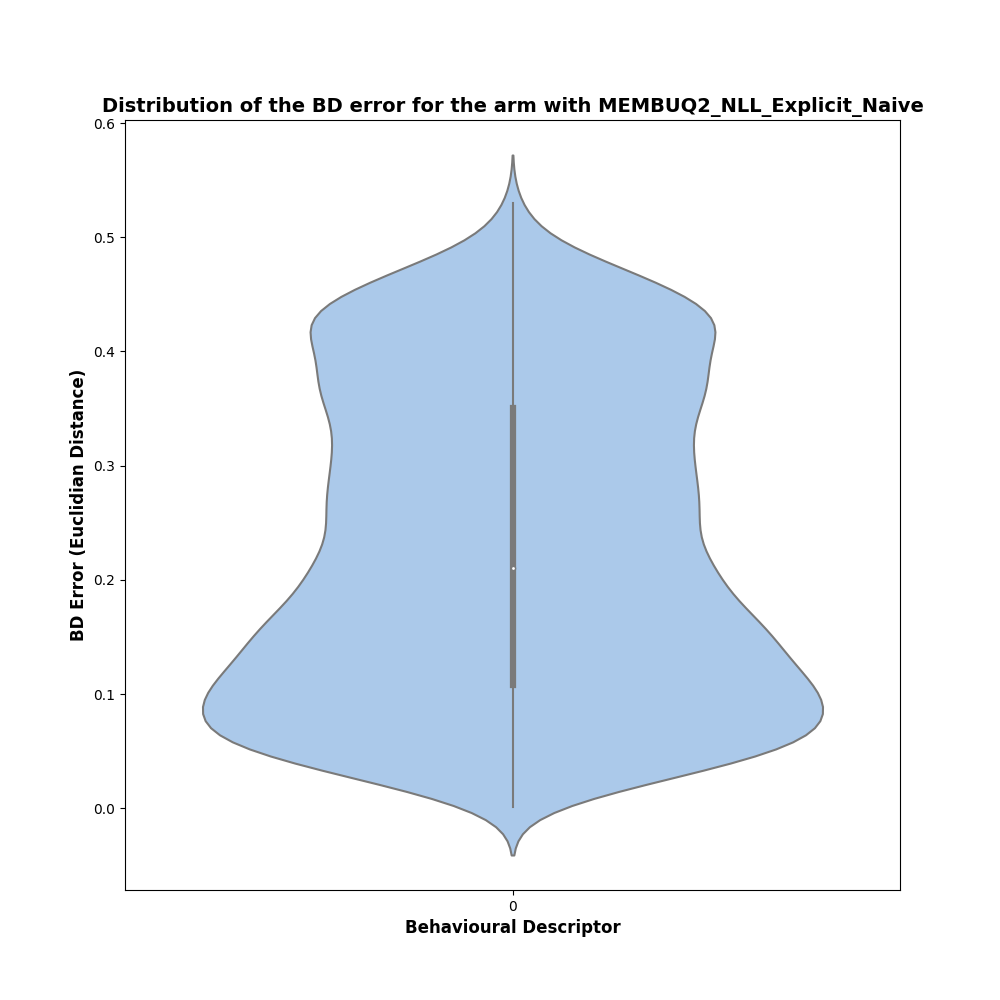 Distribution of the BD error for the arm with MEMBUQ2_NLL_Explicit_Naive
0.6
0.5
0.4
0.3
0.2
0.1
0.0
BD Error (Euclidian Distance)
0
Behavioural Descriptor